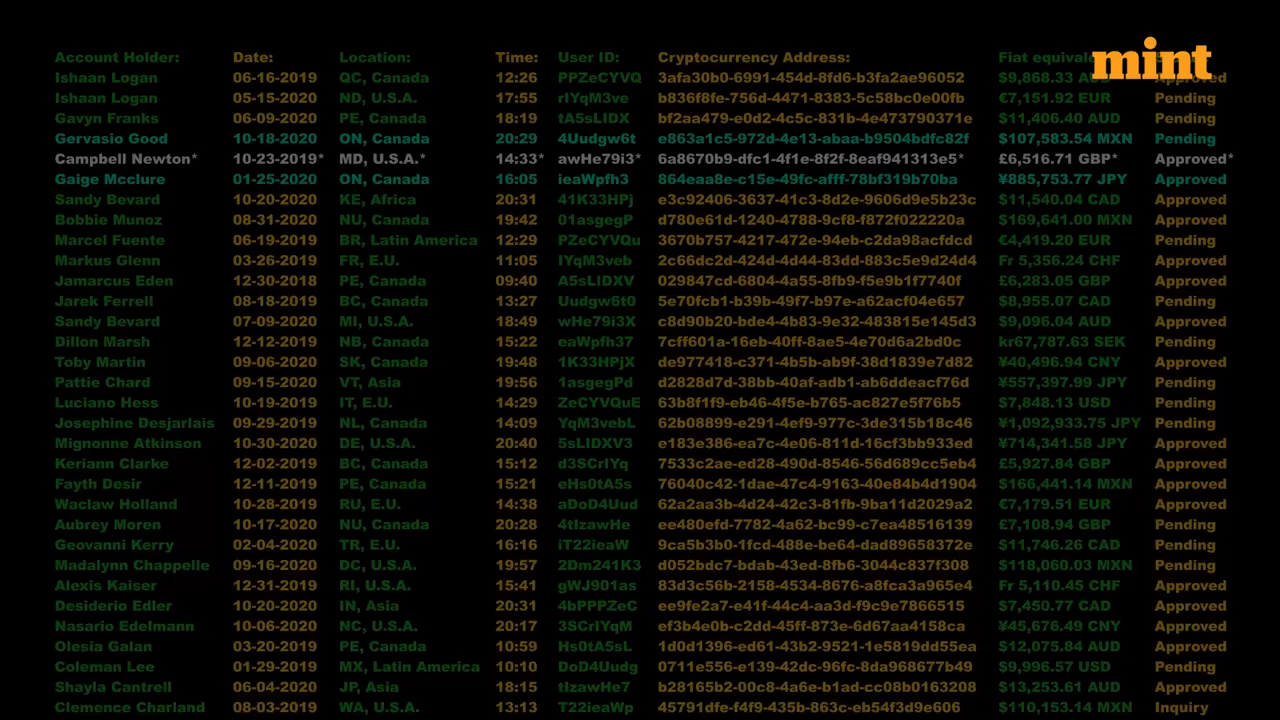 mint
Account Holder: Date: Location: Time: User ID: Cryptocurrency Address: Fiat
Ishaan Logan 06-16-2019 QC, Canada 12:26 PPZeCYVQ 3afa30b0-6991-454d-8fd6-b3fa2ae96052 $9,868.33 Approved
Ishaan Logan 05-15-2020 ND, U.S.A. 17:55 rIYqM3ve b836f8fe-756d-4471-8383-5c58bc0e00fb €7,151.92 EUR Pending
Gavyn Franks 06-09-2020 PE, Canada 18:19 tA5sLIDX bf2aa479-e0d2-4c5c-831b-4e473790371e $11,406.40 AUD Pending
Gervasio Good 10-18-2020 ON, Canada 20:29 4Uudgw6t e863a1c5-972d-4e13-abaa-b9504bdfc82f $107,583.54 MXN Pending
Campbell Newton* 10-23-2019* MD, U.S.A.* 14:33* awHe79i3* 6a8670b9-dfc1-4f1e-8f2f-8eaf941313e5* £6,516.71 GBP* Approved*
Gaige Mcclure 01-25-2020 ON, Canada 16:05 ieaWpfh3 864eaa8e-c15e-49fc-afff-78bf319b70ba ¥885,753.77 JPY Approved
Sandy Bevard 10-20-2020 KE, Africa 20:31 41K33HPj e3c92406-3637-41c3-8d2e-9606d9e5b23c $11,540.04 CAD Approved
Bobbie Munoz 08-31-2020 NU, Canada 19:42 01asgegP d780e61d-1240-4788-9cf8-f872f022220a $169,641.00 MXN Pending
Marcel Fuente 06-19-2019 BR, Latin America 12:29 PZeCYVQu 3670b757-4217-472e-94eb-c2da98acfdcd €4,419.20 EUR Pending
Markus Glenn 03-26-2019 FR, E.U. 11:05 IYqM3veb 2c66dc2d-424d-4d44-83dd-883c5e9d24d4 Fr 5,356.24 CHF Approved
Jamarcus Eden 12-30-2018 PE, Canada 09:40 A5sLIDXV 029847cd-6804-4a55-8fb9-f5e9b1f7740f £6,283.05 GBP Approved
Jarek Ferrell 08-18-2019 BC, Canada 13:27 Uudgw6t0 5e70fcb1-b39b-49f7-b97e-a62acf04e657 $8,955.07 CAD Pending
Sandy Bevard 07-09-2020 MI, U.S.A. 18:49 wHe79i3X c8d90b20-bde4-4b83-9e32-483815e145d3 $9,096.04 AUD Approved
Dillon Marsh 12-12-2019 NB, Canada 15:22 eaWpfh37 7cff601a-16eb-40ff-8ae5-4e70d6a2bd0c kr67,787.63 SEK Pending
Toby Martin 09-06-2020 SK, Canada 19:48 1K33HPjX de977418-c371-4b5b-ab9f-38d1839e7d82 ¥40,496.94 CNY Approved
Pattie Chard 09-15-2020 VT, Asia 19:56 1asgegPd d2828d7d-38bb-40af-adb1-ab6ddeacf76d ¥557,397.99 JPY Pending
Luciano Hess 10-19-2019 IT, E.U. 14:29 ZeCYVQuE 63b8f1f9-eb46-4f5e-b765-ac827e5f76b5 $7,848.13 USD Pending
Josephine Desjarlais 09-29-2019 NL, Canada 14:09 YqM3vebL 62b08899-e291-4ef9-977c-3de315b18c46 ¥1,092,933.75 JPY Pending
Mignonne Atkinson 10-30-2020 DE, U.S.A. 20:40 5sLIDXV3 e183e386-ea7c-4e06-811d-16cf3bb933ed ¥714,341.58 JPY Approved
Keriann Clarke 12-02-2019 BC, Canada 15:12 d3SCrIYq 7533c2ae-ed28-490d-8546-56d689cc5eb4 £5,927.84 GBP Approved
Fayth Desir 12-11-2019 PE, Canada 15:21 eHs0tA5s 76040c42-1dae-47c4-9163-40e84b4d1904 $166,441.14 MXN Approved
Waclaw Holland 10-28-2019 RU, E.U. 14:38 aDoD4Uud 62a2aa3b-4d24-42c3-81fb-9ba11d2029a2 €7,179.51 EUR Approved
Aubrey Moren 10-17-2020 NU, Canada 20:28 4tIzawHe ee480efd-7782-4a62-bc99-c7ea48516139 £7,108.94 GBP Pending
Geovanni Kerry 02-04-2020 TR, E.U. 16:16 iT22ieaW 9ca5b3b0-1fcd-488e-be64-dad89658372e $11,746.26 CAD Pending
Madalynn Chappelle 09-16-2020 DC, U.S.A. 19:57 2Dm241K3 d052bdc7-bdab-43ed-8fb6-3044c837f308 $118,060.03 MXN Pending
Alexis Kaiser 12-31-2019 RI, U.S.A. 15:41 gWJ901as 83d3c56b-2158-4534-8676-a8fca3a965e4 Fr 5,110.45 CHF Approved
Desiderio Edler 10-20-2020 IN, Asia 20:31 4bPPPZeC ee9fe2a7-e41f-44c4-aa3d-f9c9e7866515 $7,450.77 CAD Approved
Nasario Edelmann 10-06-2020 NC, U.S.A. 20:17 3SCrIYqM ef3b4e0b-c2dd-45ff-873e-6d67aa4158ca ¥45,676.49 CNY Approved
Olesia Galan 03-20-2019 PE, Canada 10:59 Hs0tA5sL 1d0d1396-ed61-43b2-9521-1e5819dd55ea $12,075.84 AUD Approved
Coleman Lee 01-29-2019 MX, Latin America 10:10 DoD4Uudg 0711e556-e139-42dc-96fc-8da968677b49 $9,996.57 USD Pending
Shayla Cantrell 06-04-2020 JP, Asia 18:15 tIzawHe7 b28165b2-00c8-4a6e-b1ad-cc08b0163208 $13,253.61 AUD Approved
Clemence Charland 08-03-2019 WA, U.S.A. 13:13 T22ieaWp 45791dfe-f4f9-435b-863c-eb54f3d9e606 $110,153.14 MXN Inquiry